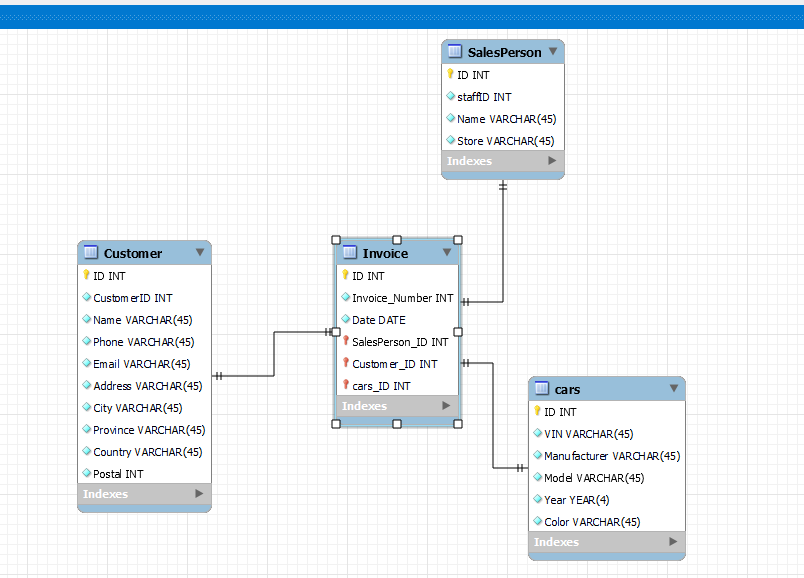 SalesPerson
ID INT
staffID INT
Name VARCHAR(45)
Store VARCHAR(45)
Indexes
Customer
ID INT
CustomerID INT
Name VARCHAR(45)
Phone VARCHAR(45)
Email VARCHAR(45)
Address VARCHAR(45)
City VARCHAR(45)
Province VARCHAR(45)
Country VARCHAR(45)
Postal INT
Indexes
Invoice
ID INT
Invoice_Number INT
Date DATE
SalesPerson_ID INT
Customer_ID INT
cars_ID INT
Indexes
cars
ID INT
VIN VARCHAR(45)
Manufacturer VARCHAR(45)
Model VARCHAR(45)
Year YEAR(4)
Color VARCHAR(45)
Indexes